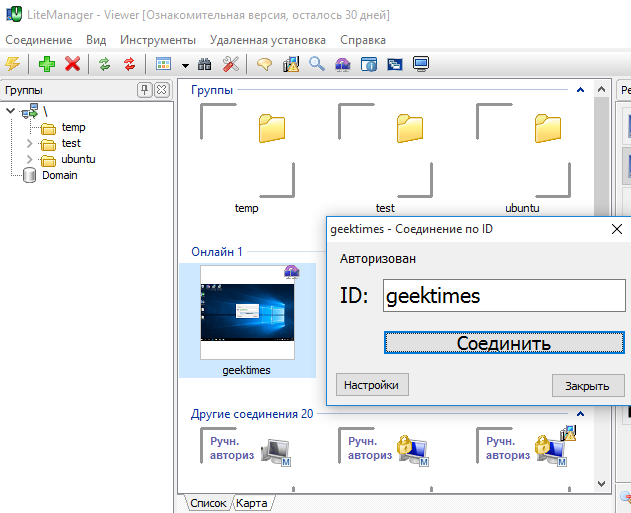 LiteManager - Viewer [Ознакомительная версия, осталось 30 дней]
Соединение Вид Инструменты Удаленная установка Справка
Группы
\
temp
test
ubuntu
Domain
Группы
temp test ubuntu
Ре
geektimes - Соединение по ID
Авторизован
ID: geektimes
Соединить
Настройки Закрыть
Онлайн 1
geektimes
Другие соединения 20
Ручн. Ручн. Ручн.
авториз авториз авториз
M M M
Список Карта